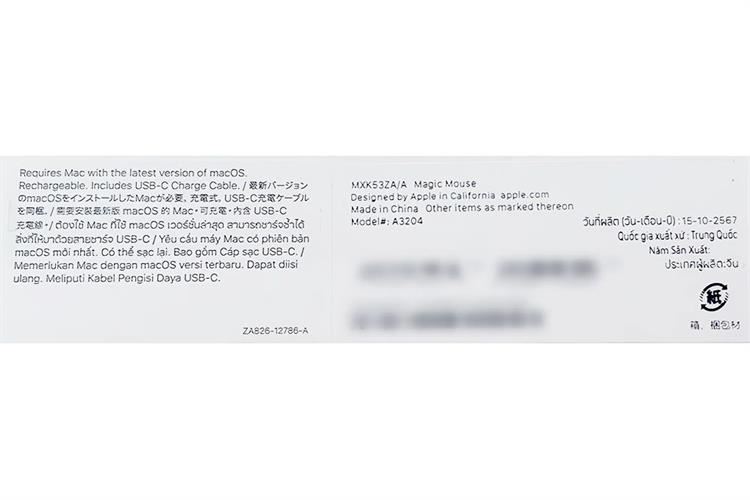 Requires Mac with the latest version of macOS.
Rechargeable. Includes USB-C Charge Cable. / 最新バージョン
のmacOSをインストールしたMacが必要。充電式。USB-C充電ケーブル
を同梱。/ 需要安裝最新版 macOS 的 Mac・可充電・內含 USB-C
充電線・/ ต้องใช้ Mac ที่ใช้ macOS เวอร์ชั่นล่าสุด สามารถชาร์จซ้ำได้
สิ่งที่ให้มาด้วยสายชาร์จ USB-C / Yêu cầu máy Mac có phiên bản
macOS mới nhất. Có thể sạc lại. Bao gồm Cáp sạc USB-C. /
Memerlukan Mac dengan macOS versi terbaru. Dapat diisi
ulang. Meliputi Kabel Pengisi Daya USB-C.
ZA826-12786-A
MXK53ZA/A Magic Mouse
Designed by Apple in California apple.com
Made in China Other items as marked thereon
Model#: A3204
วันที่ผลิต (วัน-เดือน-ปี) : 15-10-2567
Quốc gia xuất xứ : Trung Quốc
Năm Sản Xuất:
ประเทศผู้ผลิต:จีน
紙
箱、梱包材